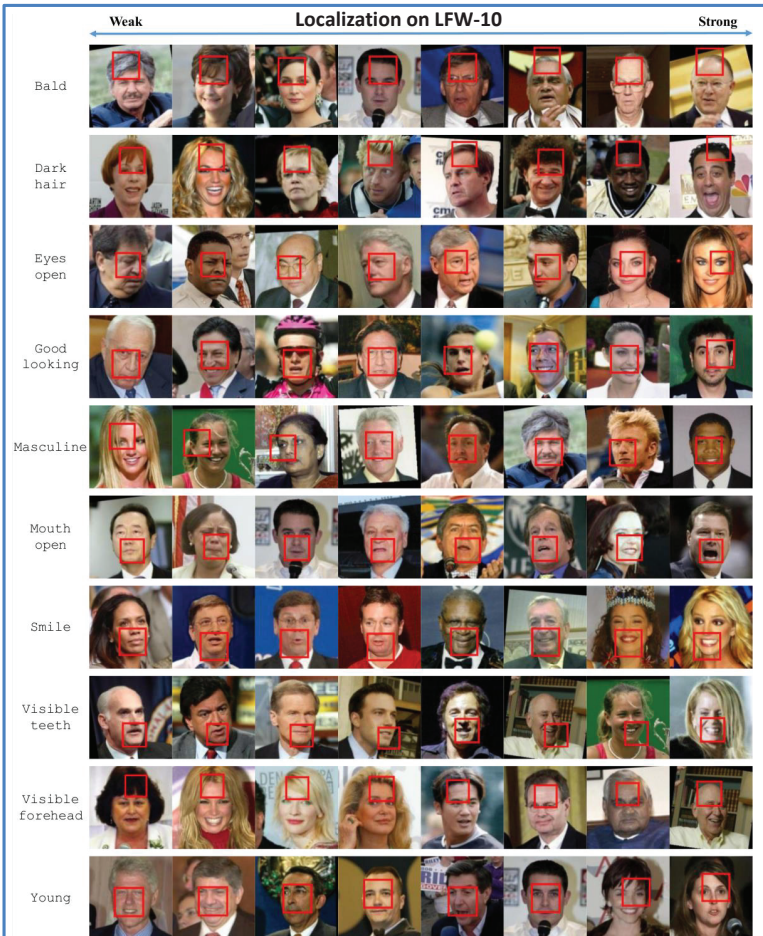 Localization on LFW-10
Weak
Strong
Bald
Dark
hair
Eyes
open
Good
looking
Masculine
Mouth
open
Smile
Visible
teeth
Visible
forehead
Young